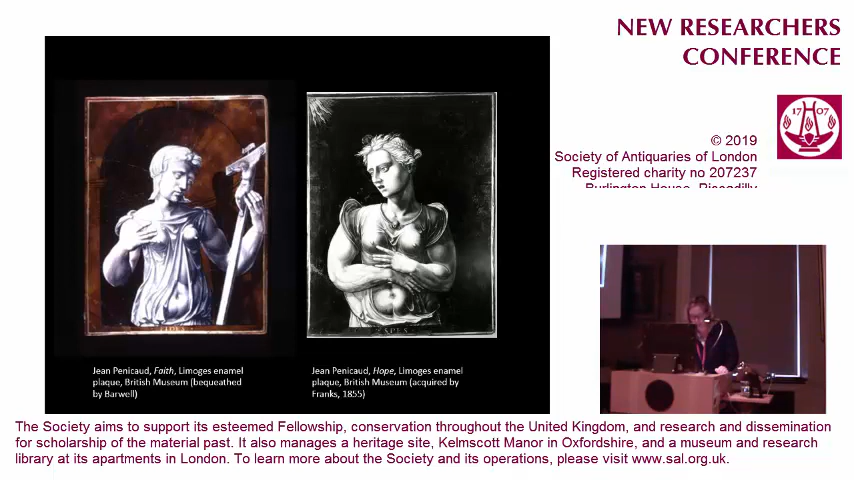 NEW RESEARCHERS
CONFERENCE
17 07
© 2019
Society of Antiquaries of London
Registered charity no 207237
Burlington House, Piccadilly
SPES
Jean Penicaud, Faith, Limoges enamel
plaque, British Museum (bequeathed
by Barwell)
Jean Penicaud, Hope, Limoges enamel
plaque, British Museum (acquired by
Franks, 1855)
The Society aims to support its esteemed Fellowship, conservation throughout the United Kingdom, and research and dissemination
for scholarship of the material past. It also manages a heritage site, Kelmscott Manor in Oxfordshire, and a museum and research
library at its apartments in London. To learn more about the Society and its operations, please visit www.sal.org.uk.